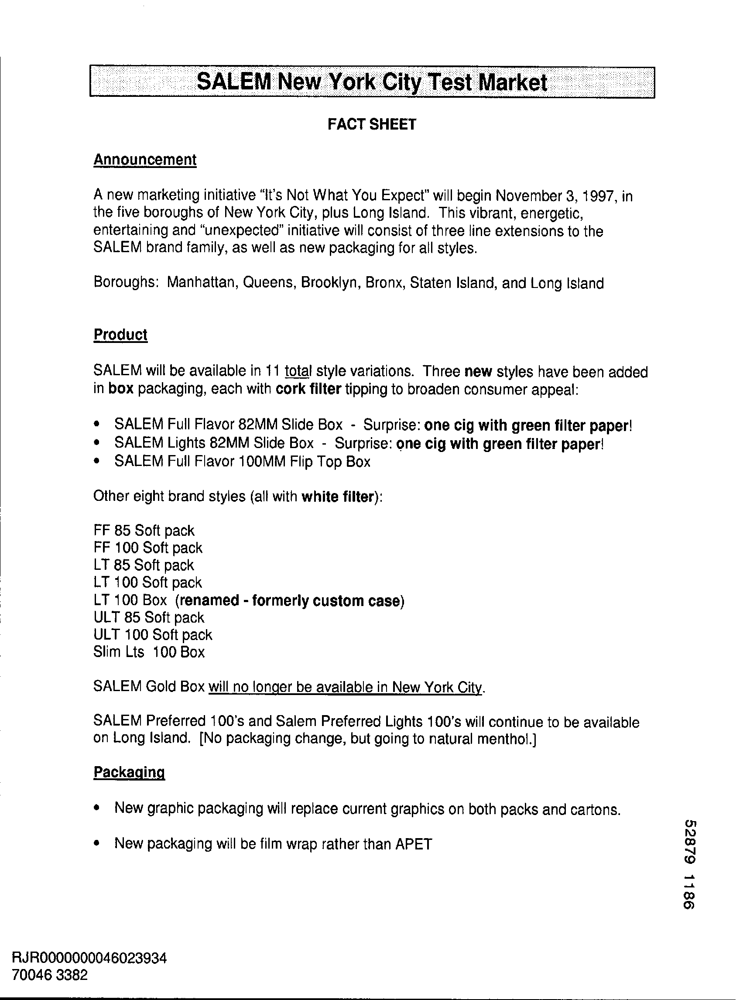 SALEM New York City Test Market
FACT SHEET
Announcement
A new marketing initiative “It’s Not What You Expect” will begin November 3, 1997, in
the five boroughs of New York City, plus Long Island.  This vibrant, energetic,
entertaining and “unexpected” initiative will consist of three line extensions to the
SALEM brand family, as well as new packaging for all styles.
Boroughs:  Manhattan, Queens, Brooklyn, Bronx, Staten Island, and Long Island
Product
SALEM will be available in 11 total style variations.  Three new styles have been added
in box packaging, each with cork filter tipping to broaden consumer appeal:
• SALEM Full Flavor 82MM Slide Box  -  Surprise: one cig with green filter paper!
• SALEM Lights 82MM Slide Box  -  Surprise: one cig with green filter paper!
• SALEM Full Flavor 100MM Flip Top Box
Other eight brand styles (all with white filter):
FF 85 Soft pack
FF 100 Soft pack
LT 85 Soft pack
LT 100 Soft pack
LT 100 Box  (renamed - formerly custom case)
ULT 85 Soft pack
ULT 100 Soft pack
Slim Lts  100 Box
SALEM Gold Box will no longer be available in New York City.
SALEM Preferred 100's and Salem Preferred Lights 100's will continue to be available
on Long Island.  [No packaging change, but going to natural menthol.]
Packaging
• New graphic packaging will replace current graphics on both packs and cartons.
• New packaging will be film wrap rather than APET
52879 1186
RJR0000000046023934
70046 3382